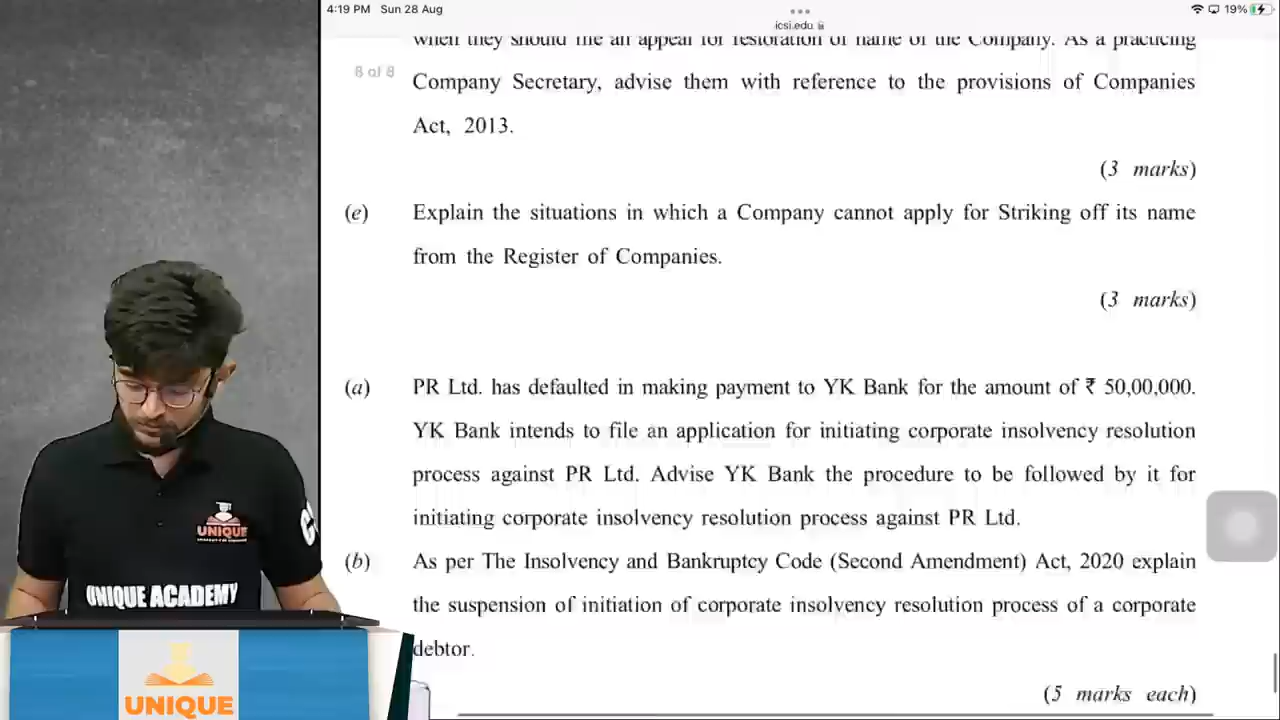 4:19 PM Sun 28 Aug
19%
icsi.edu
when they should file an appeal for restoration of name of the Company. As a practicing
8 of 8
Company Secretary, advise them with reference to the provisions of Companies
Act, 2013.
(3 marks)
(e) Explain the situations in which a Company cannot apply for Striking off its name
from the Register of Companies.
(3 marks)
(a) PR Ltd. has defaulted in making payment to YK Bank for the amount of ₹ 50,00,000.
YK Bank intends to file an application for initiating corporate insolvency resolution
process against PR Ltd. Advise YK Bank the procedure to be followed by it for
initiating corporate insolvency resolution process against PR Ltd.
(b) As per The Insolvency and Bankruptcy Code (Second Amendment) Act, 2020 explain
the suspension of initiation of corporate insolvency resolution process of a corporate
debtor.
(5 marks each)
UNIQUE
UNIQUE ACADEMY
UNIQUE